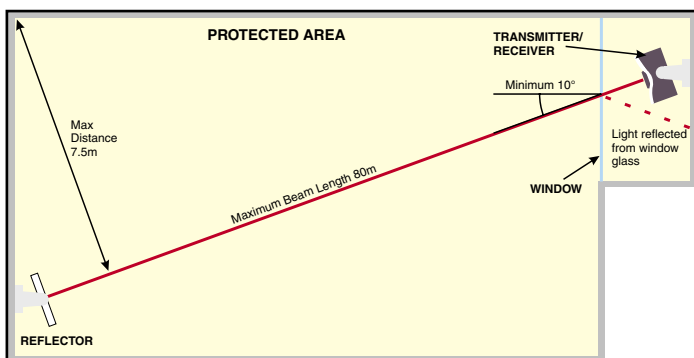 PROTECTED AREA
TRANSMITTER/
RECEIVER
Minimum 10°
Max
Distance
7.5m
Light reflected
from window
glass
Maximum Beam Length 80m
WINDOW
REFLECTOR